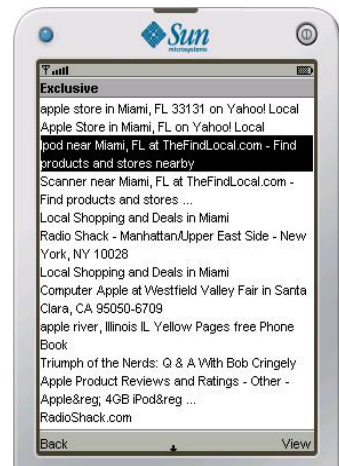 Sun
microsystems
Exclusive
apple store in Miami, FL 33131 on Yahoo! Local
Apple Store in Miami, FL on Yahoo! Local
Ipod near Miami, FL at TheFindLocal.com - Find
products and stores nearby
Scanner near Miami, FL at TheFindLocal.com -
Find products and stores ...
Local Shopping and Deals in Miami
Radio Shack - Manhattan/Upper East Side - New
York, NY 10028
Local Shopping and Deals in Miami
Computer Apple at Westfield Valley Fair in Santa
Clara, CA 95050-6709
apple river, Illinois IL Yellow Pages free Phone
Book
Triumph of the Nerds: Q & A With Bob Cringely
Apple Product Reviews and Ratings - Other -
Apple&reg; 4GB iPod&reg ...
RadioShack.com
Back View